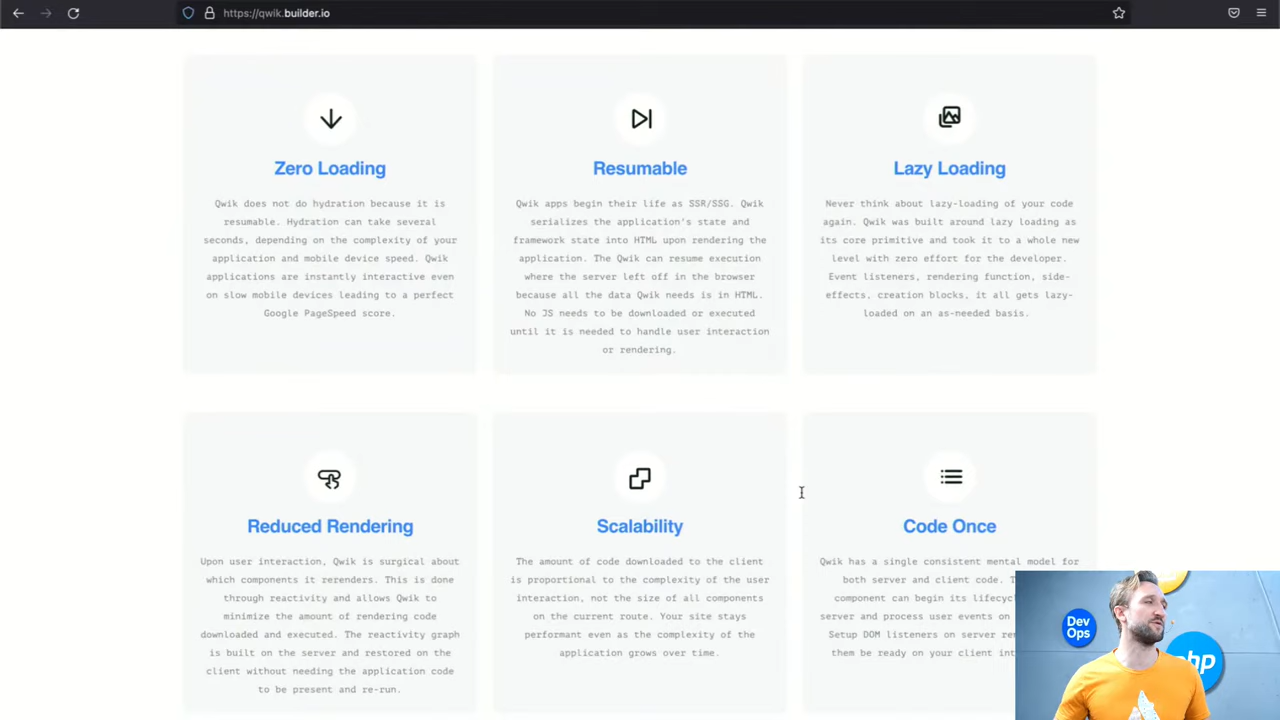 https://qwik.builder.io
Zero Loading
Qwik does not do hydration because it is
resumable. Hydration can take several
seconds, depending on the complexity of your
application and mobile device speed. Qwik
applications are instantly interactive even
on slow mobile devices leading to a perfect
Google PageSpeed score.
Resumable
Qwik apps begin their life as SSR/SSG. Qwik
serializes the application's state and
framework state into HTML upon rendering the
application. The Qwik can resume execution
where the server left off in the browser
because all the data Qwik needs is in HTML.
No JS needs to be downloaded or executed
until it is needed to handle user interaction
or rendering.
Lazy Loading
Never think about lazy-loading of your code
again. Qwik was built around lazy loading as
its core primitive and took it to a whole new
level with zero effort for the developer.
Event listeners, rendering function, side-
effects, creation blocks, it all gets lazy-
loaded on an as-needed basis.
Reduced Rendering
Upon user interaction, Qwik is surgical about
which components it rerenders. This is done
through reactivity and allows Qwik to
minimize the amount of rendering code
downloaded and executed. The reactivity graph
is built on the server and restored on the
client without needing the application code
to be present and re-run.
Scalability
The amount of code downloaded to the client
is proportional to the complexity of the user
interaction, not the size of all components
on the current route. Your site stays
performant even as the complexity of the
application grows over time.
Code Once
Qwik has a single consistent mental model for
both server and client code.
component can begin its
server and process user events on
Setup DOM listeners on server
them be ready on your client
Dev
Ops
php